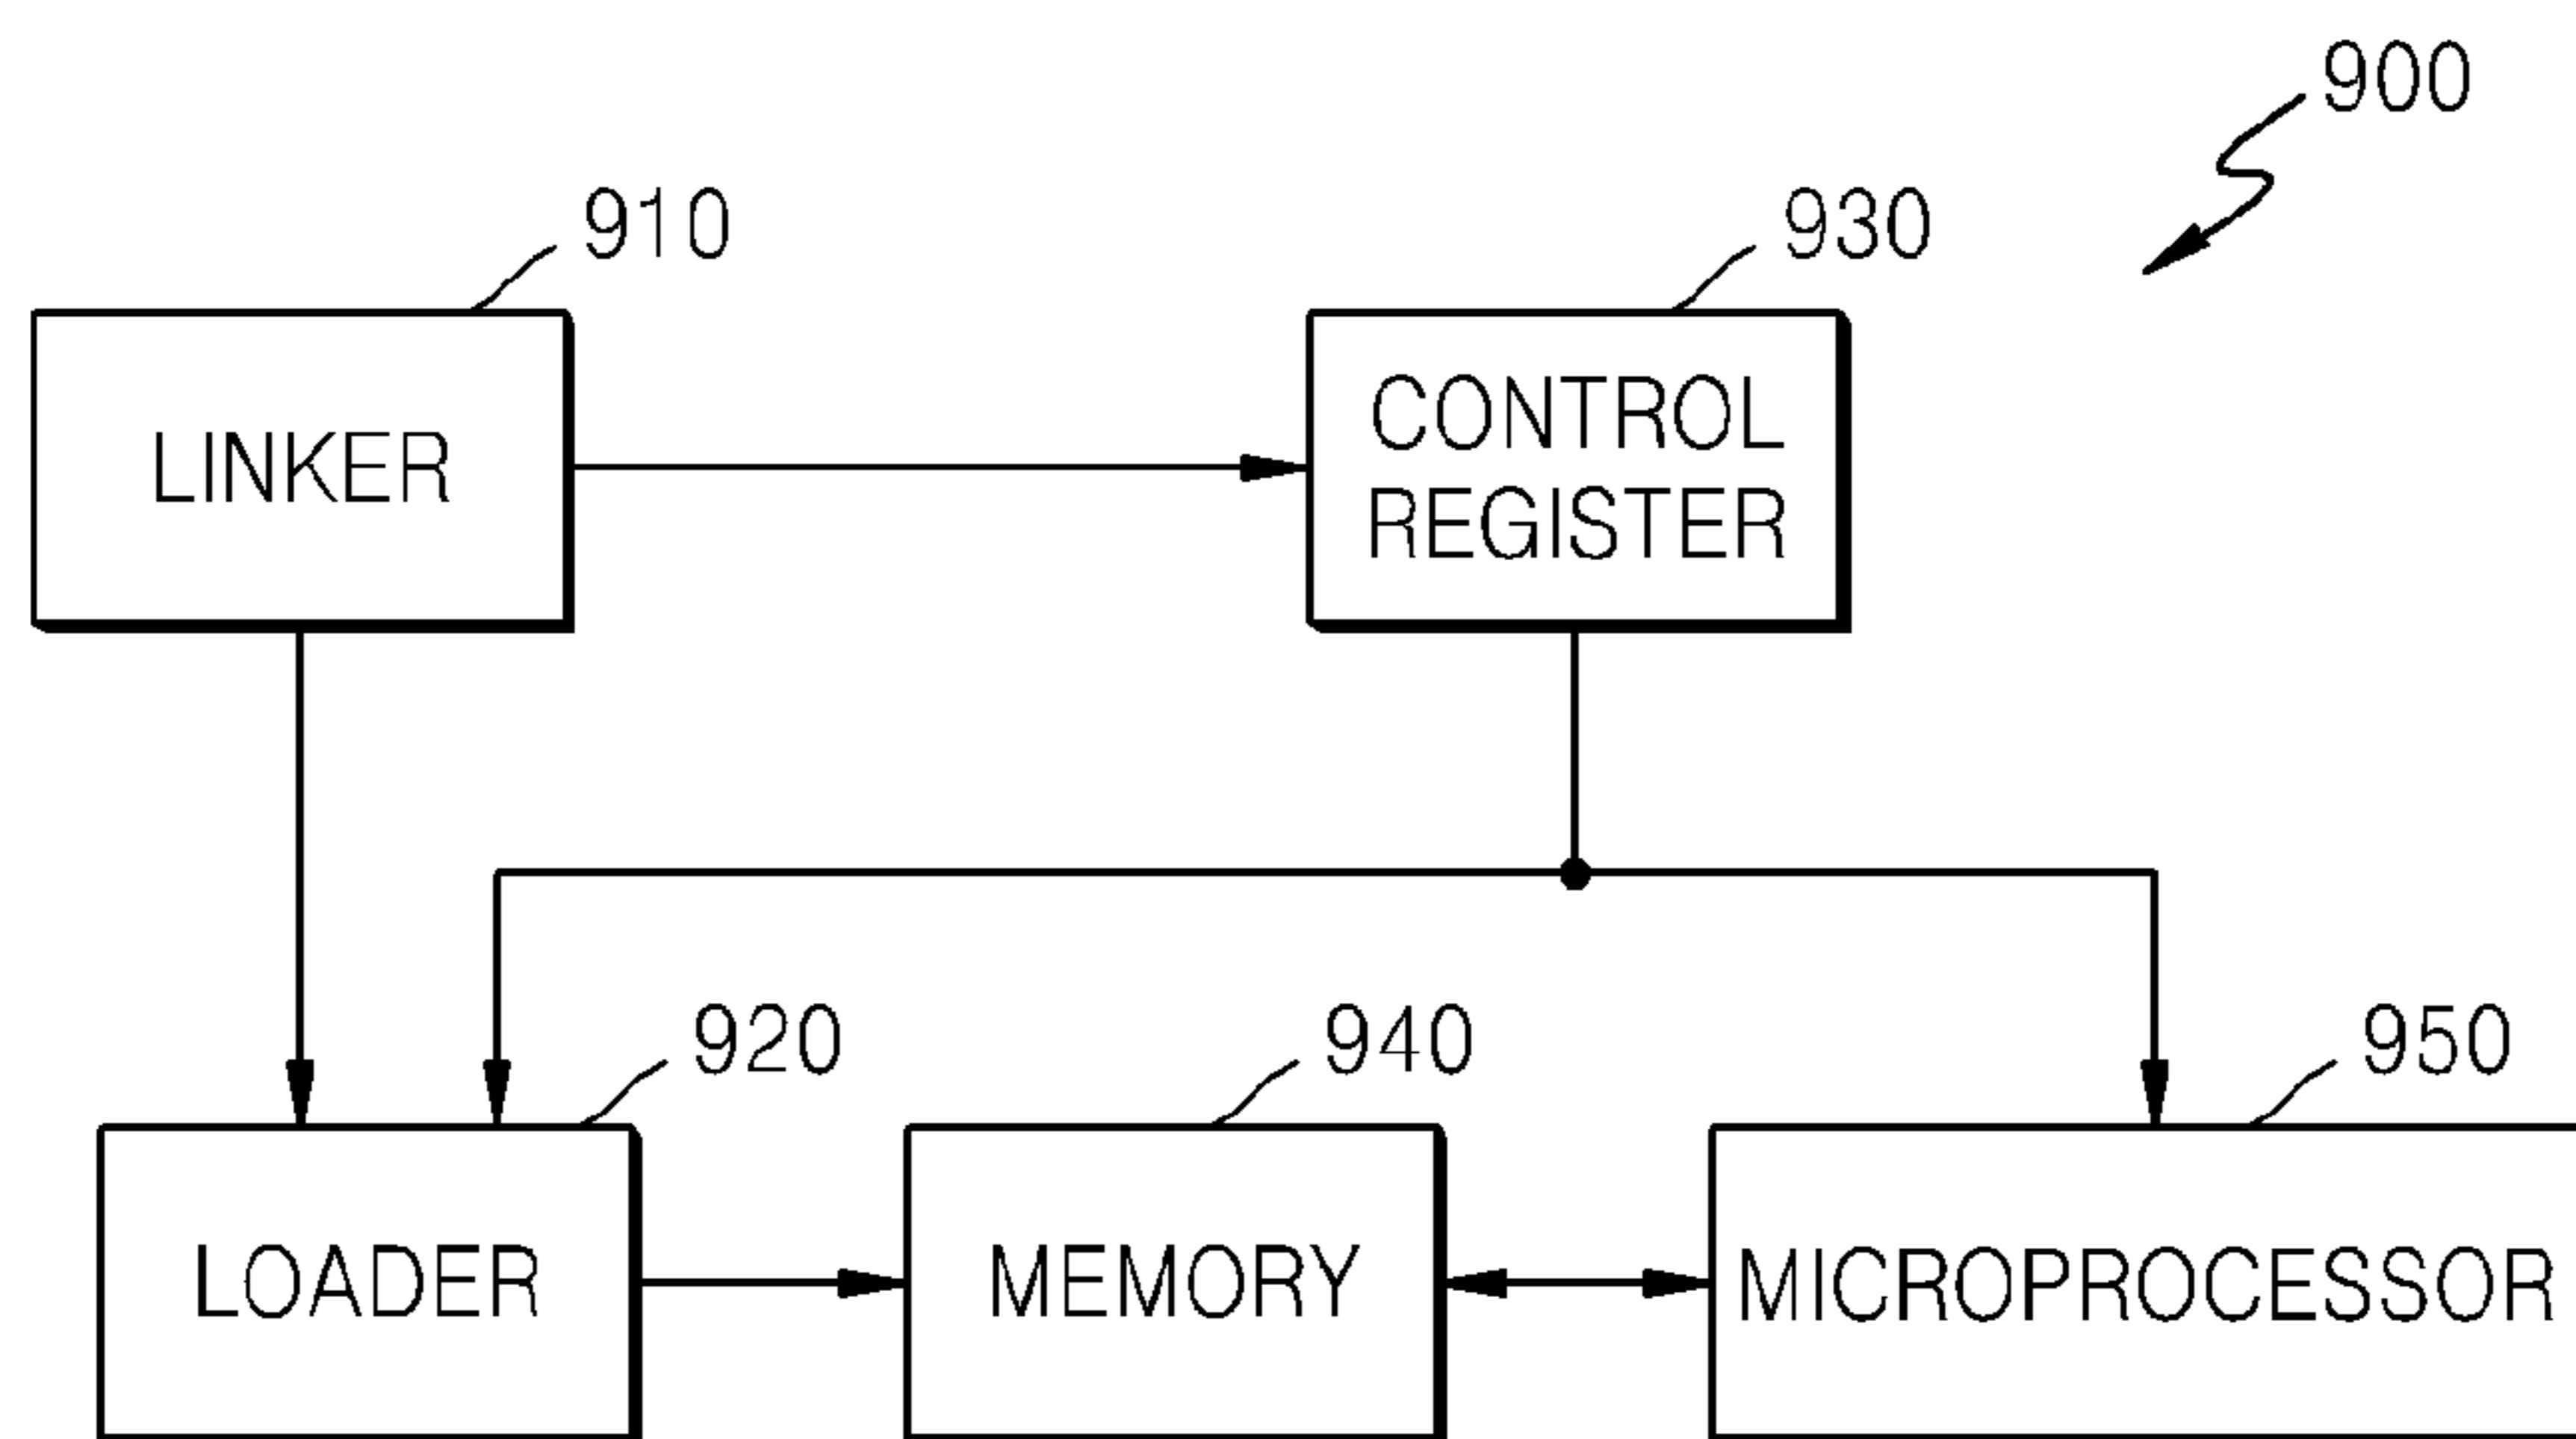 900
910
930
LINKER
CONTROL
REGISTER
920
940
950
LOADER
MEMORY
MICROPROCESSOR